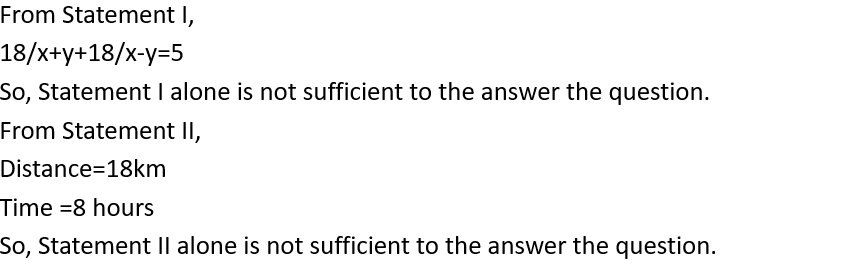 From Statement I,
18/x+y+18/x-y=5
So, Statement I alone is not sufficient to the answer the question.
From Statement II,
Distance=18km
Time =8 hours
So, Statement II alone is not sufficient to the answer the question.